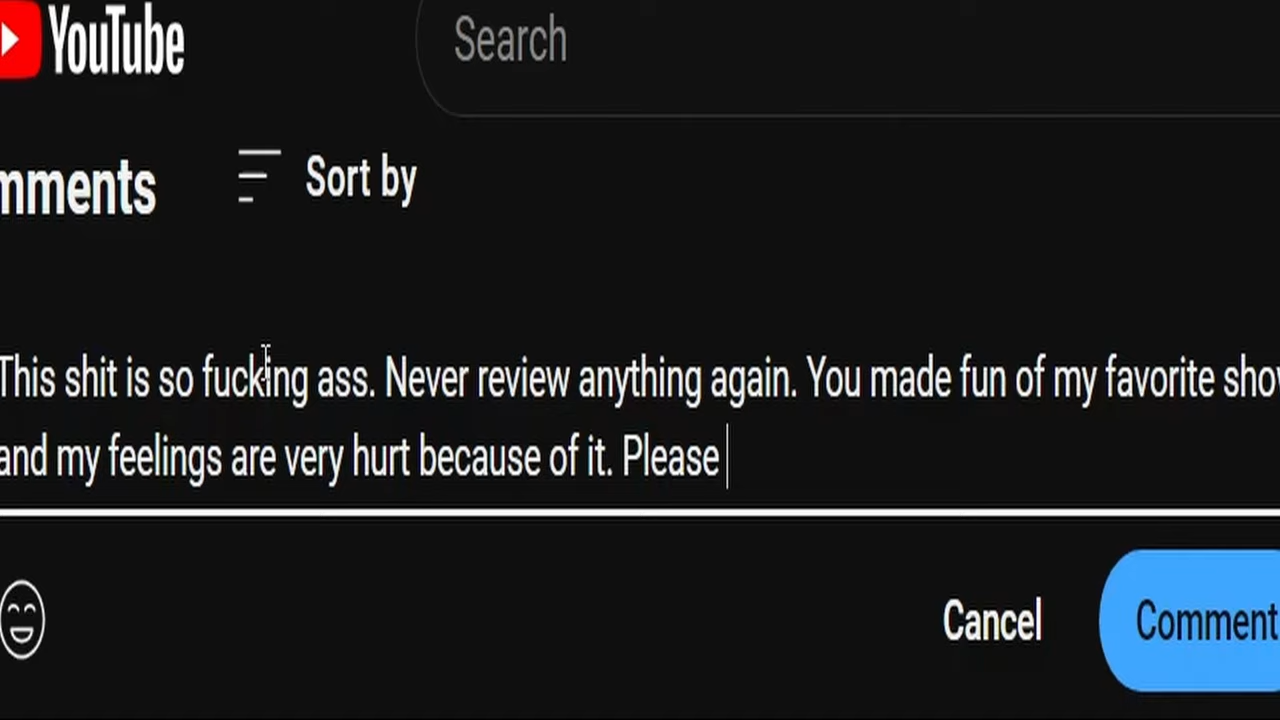 YouTube
Search
mments
Sort by
This shit is so fucking ass. Never review anything again. You made fun of my favorite sho
and my feelings are very hurt because of it. Please
Cancel
Comment